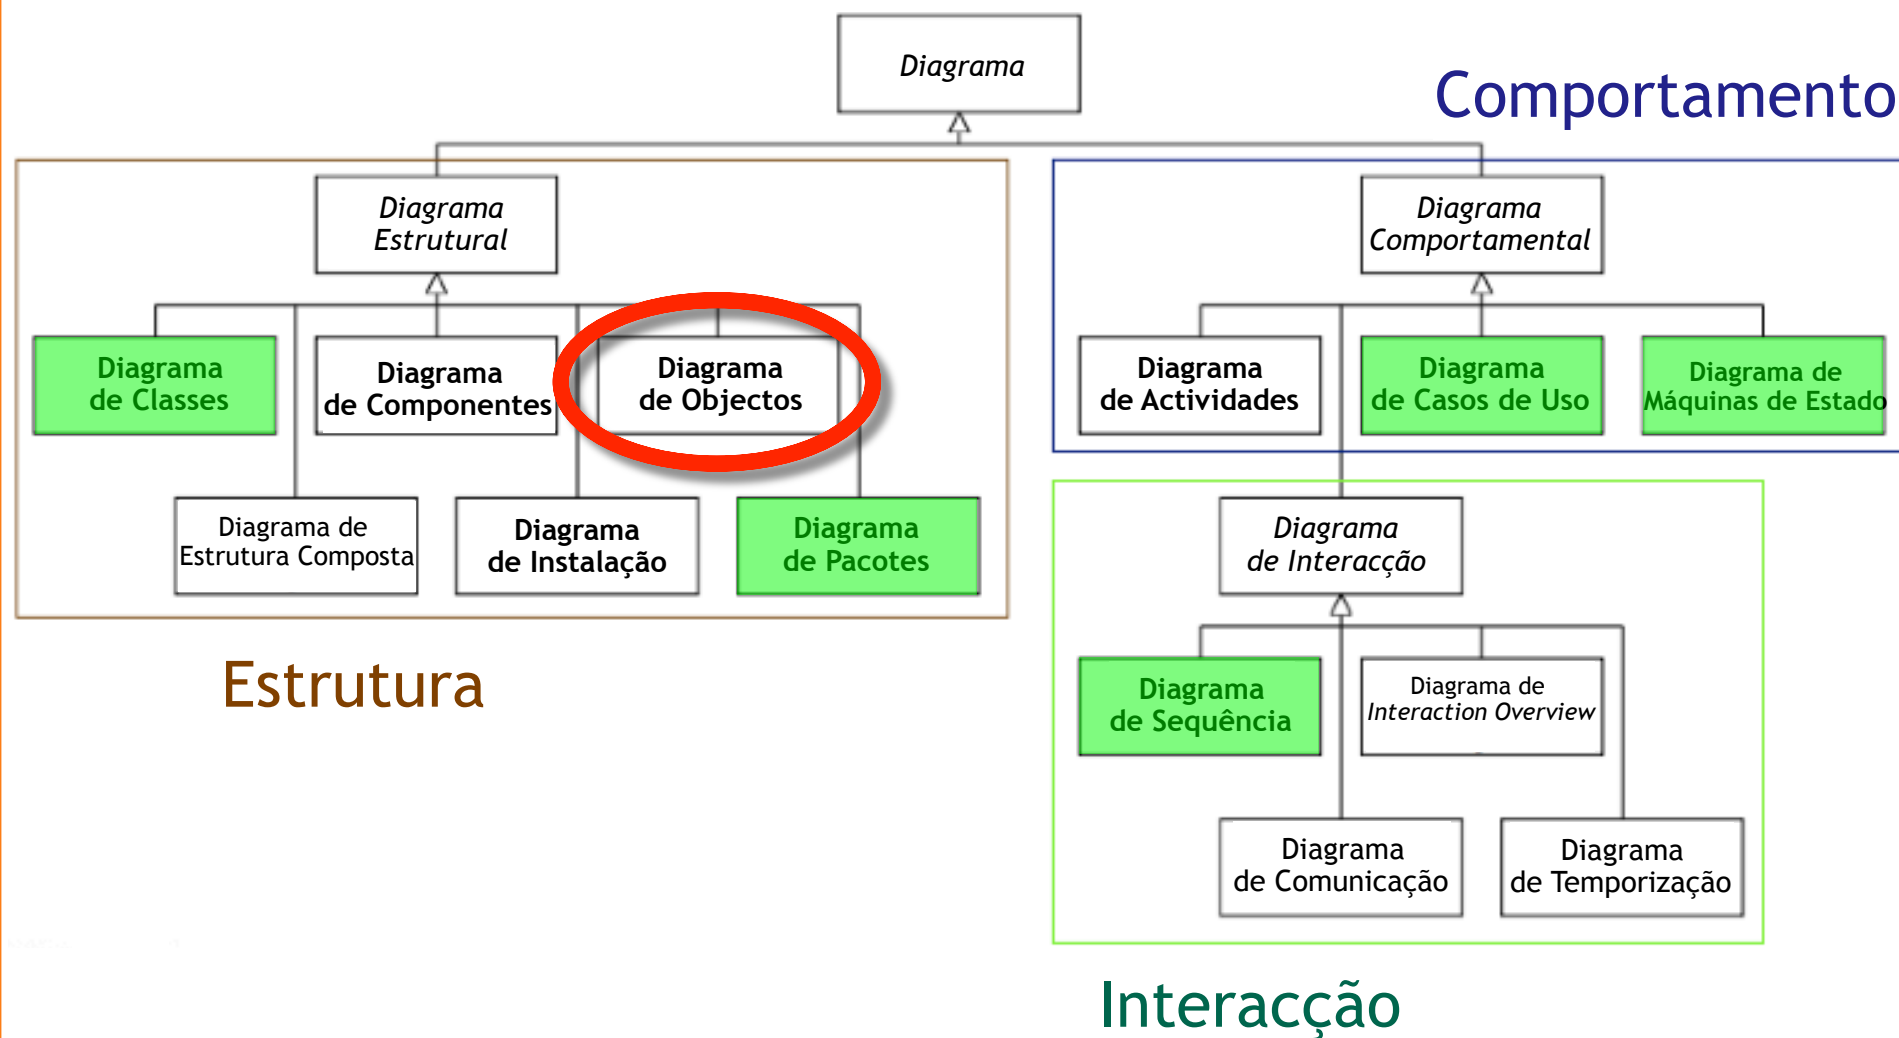 Diagrama
Comportamento
Diagrama
Estrutural
Diagrama
Comportamental
Diagrama
de Classes
Diagrama
de Componentes
Diagrama
de Objectos
Diagrama
de Actividades
Diagrama
de Casos de Uso
Diagrama de
Máquinas de Estado
Diagrama de
Estrutura Composta
Diagrama
de Instalação
Diagrama
de Pacotes
Diagrama
de Interacção
Estrutura
Diagrama
de Sequência
Diagrama de
Interaction Overview
Diagrama
de Comunicação
Diagrama
de Temporização
Interacção